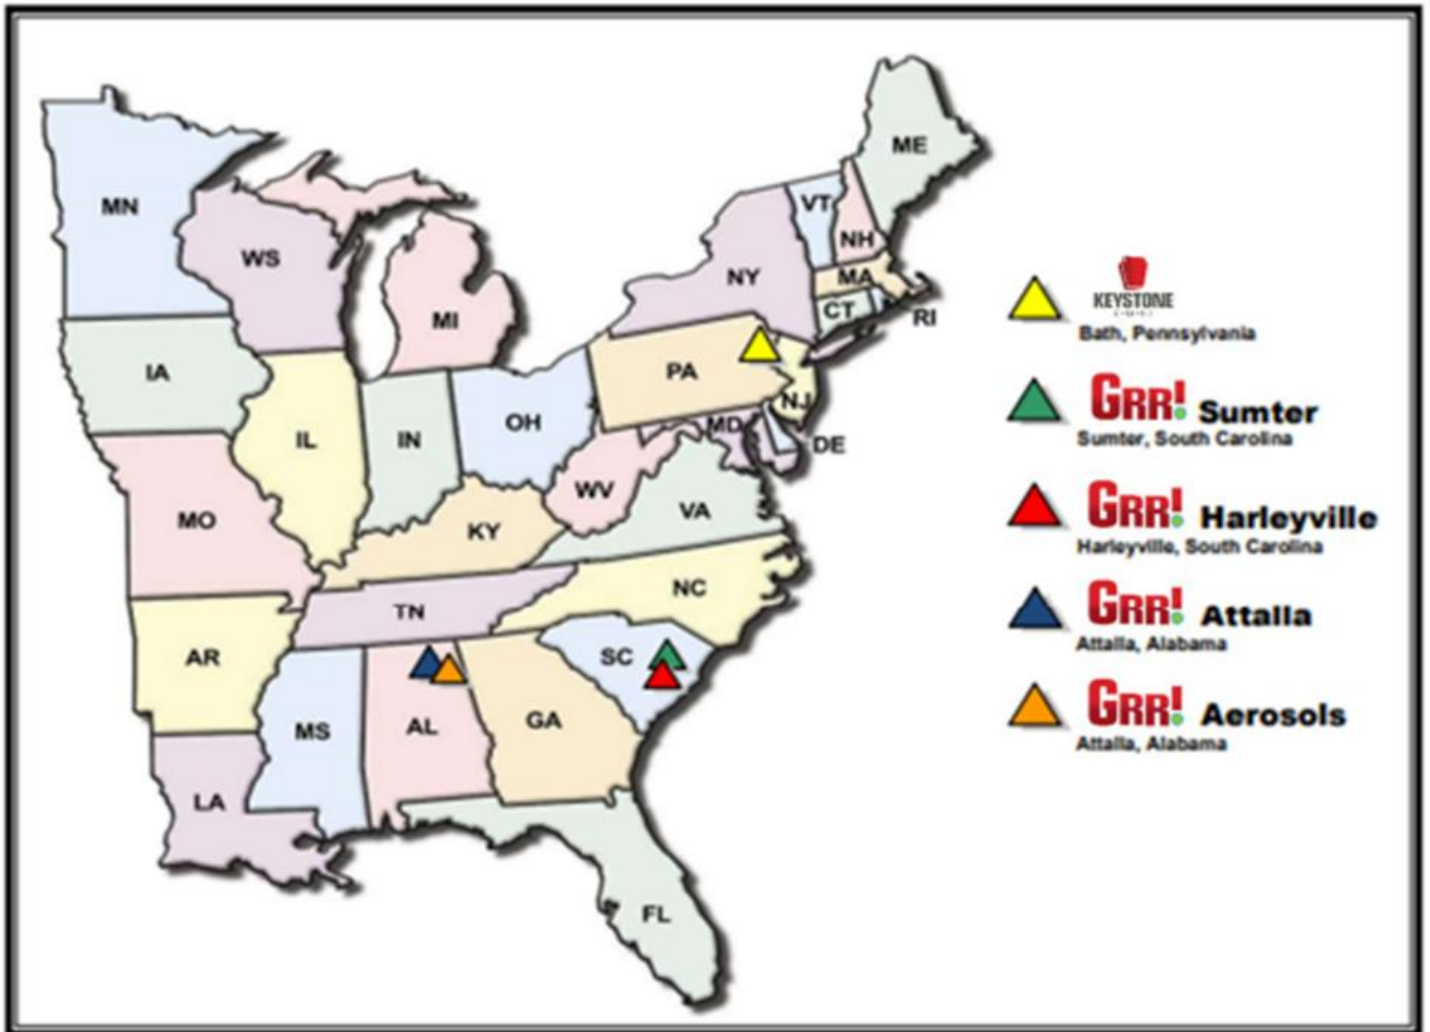 ME
VT
MN
NH
WS
NY
MA
CT
RI
MI
IA
PA
NJ
OH
MD
IL
IN
DE
WV
VA
MO
KY
NC
TN
AR
SC
MS
AL
GA
LA
FL
KEYSTONE
Bath, Pennsylvania
GRR! Sumter
Sumter, South Carolina
GRR! Harleyville
Harleyville, South Carolina
GRR! Attalla
Attalla, Alabama
GRR! Aerosols
Attalla, Alabama